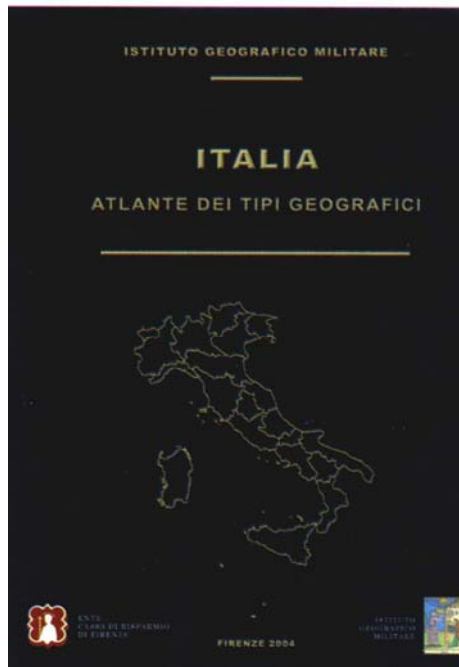 ISTITUTO GEOGRAFICO MILITARE
ITALIA
ATLANTE DEI TIPI GEOGRAFICI
ENTE
CASSA DI RISPARMIO
DI FIRENZE
ISTITUTO
GEOGRAFICO
MILITARE
FIRENZE 2004